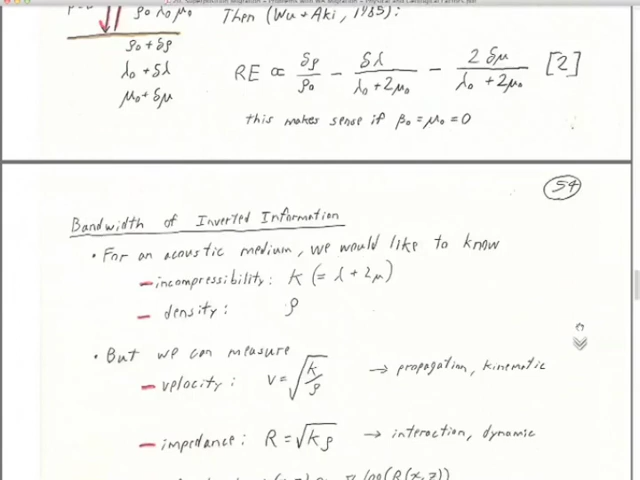 ρ₀ λ₀ μ₀ Then (Wu + Aki, 1985):
ρ₀ + δρ
λ₀ + δλ
μ₀ + δμ
RE ∝ δρ/ρ₀ − δλ/(λ₀ + 2μ₀) − 2δμ/(λ₀ + 2μ₀) [2]
this makes sense if β₀ = μ₀ = 0
54
Bandwidth of Inverted Information
• For an acoustic medium, we would like to know
– incompressibility: K (= λ + 2μ)
– density: ρ
• But we can measure
– velocity: V = √(k/ρ) → propagation, kinematic
– impedance: R = √(Kρ) → interaction, dynamic
log(R(x,z))